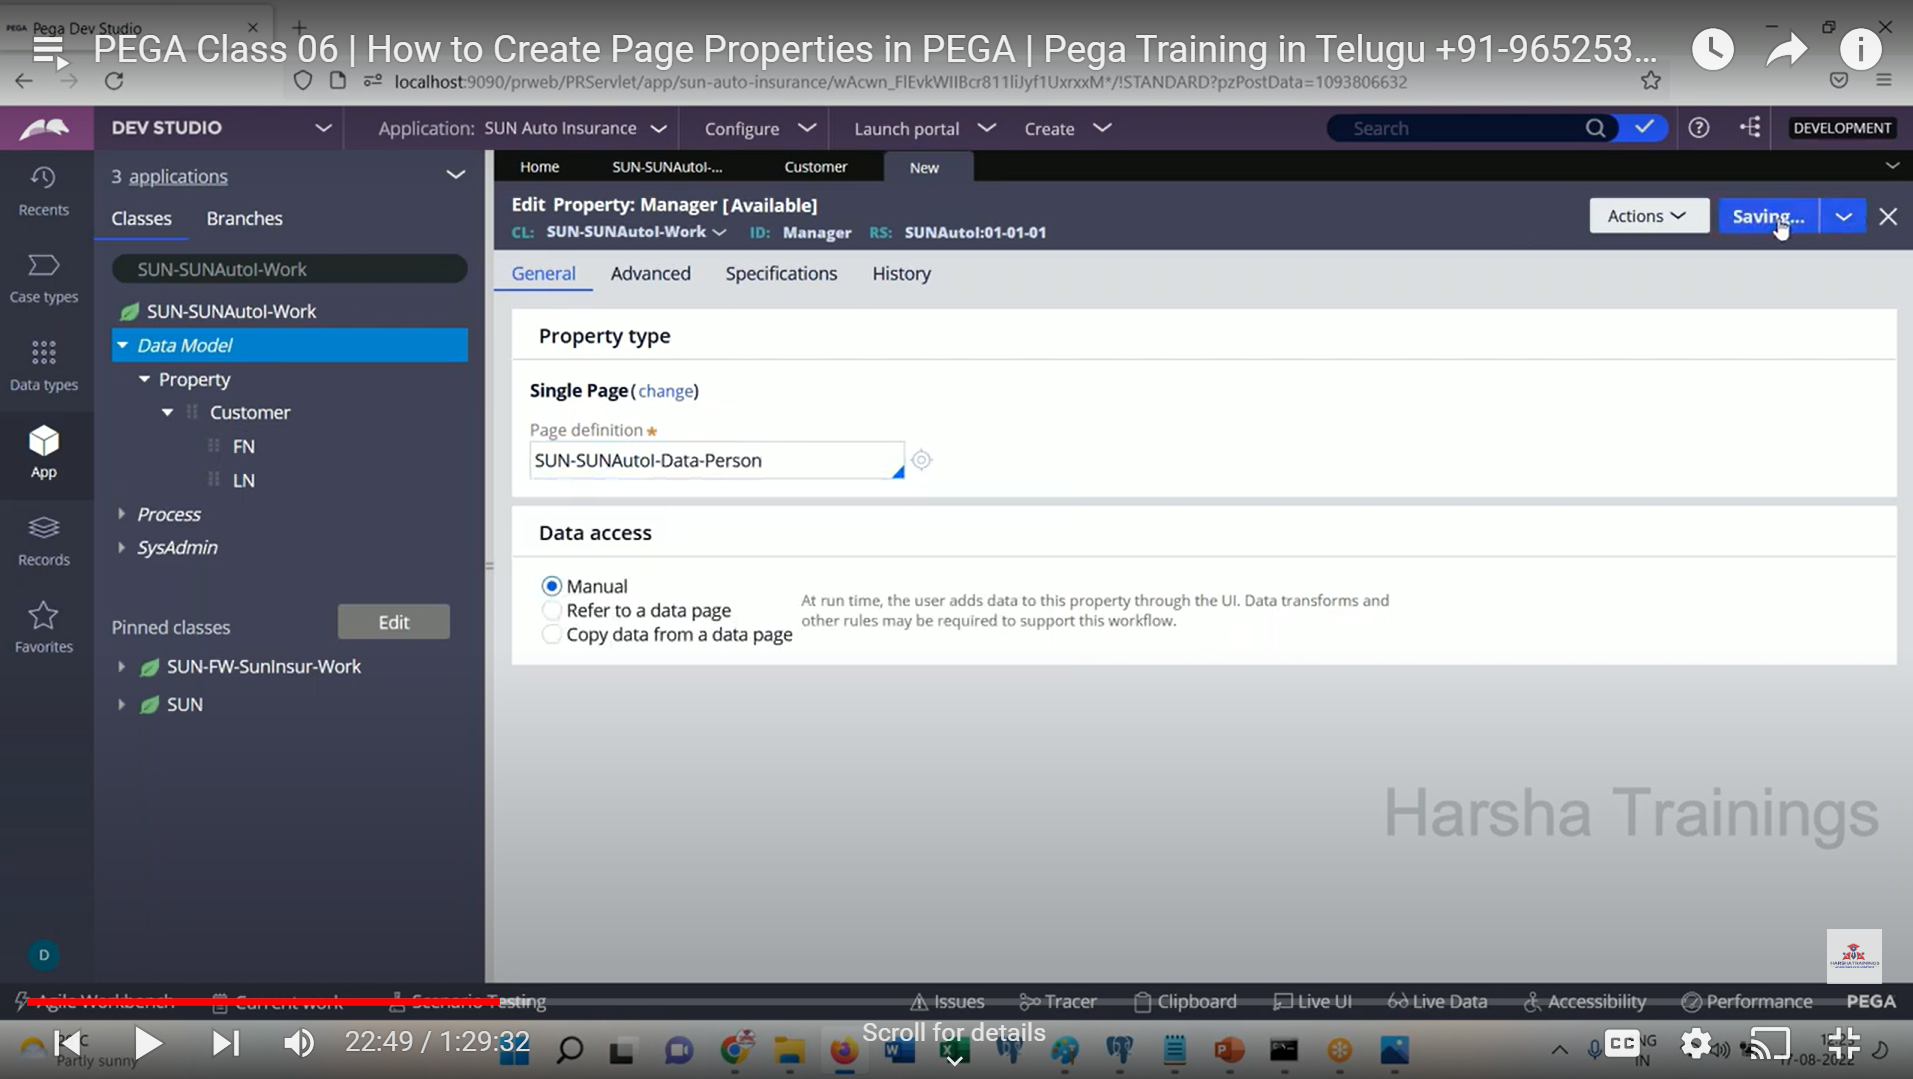 PEGA Pega Dev Studio
PEGA Class 06 | How to Create Page Properties in PEGA | Pega Training in Telugu +91-965253...
localhost:9090/prweb/PRServlet/app/sun-auto-insurance/wAcwn_FlEvkWIIBcr811liJyf1UxrxxM*/!STANDARD?pzPostData=1093806632
DEV STUDIO
Application: SUN Auto Insurance
Configure
Launch portal
Create
Search
DEVELOPMENT
Recents
Case types
Data types
App
Records
Favorites
D
3 applications
Classes
Branches
SUN-SUNAutoI-Work
SUN-SUNAutoI-Work
Data Model
Property
Customer
FN
LN
Process
SysAdmin
Pinned classes
Edit
SUN-FW-SunInsur-Work
SUN
Home
SUN-SUNAutoI-...
Customer
New
Edit Property: Manager [Available]
CL: SUN-SUNAutoI-Work ID: Manager RS: SUNAutoI:01-01-01
Actions
Saving...
General
Advanced
Specifications
History
Property type
Single Page(change)
Page definition ★
SUN-SUNAutoI-Data-Person
Data access
Manual
Refer to a data page
Copy data from a data page
At run time, the user adds data to this property through the UI. Data transforms and
other rules may be required to support this workflow.
Harsha Trainings
HARSHATRAININGS
Agile Workbench
Current work
Scenario Testing
Issues
Tracer
Clipboard
Live UI
Live Data
Accessibility
Performance
PEGA
22:49 / 1:29:32
Scroll for details
Partly sunny
CC
IN
17-08-2022